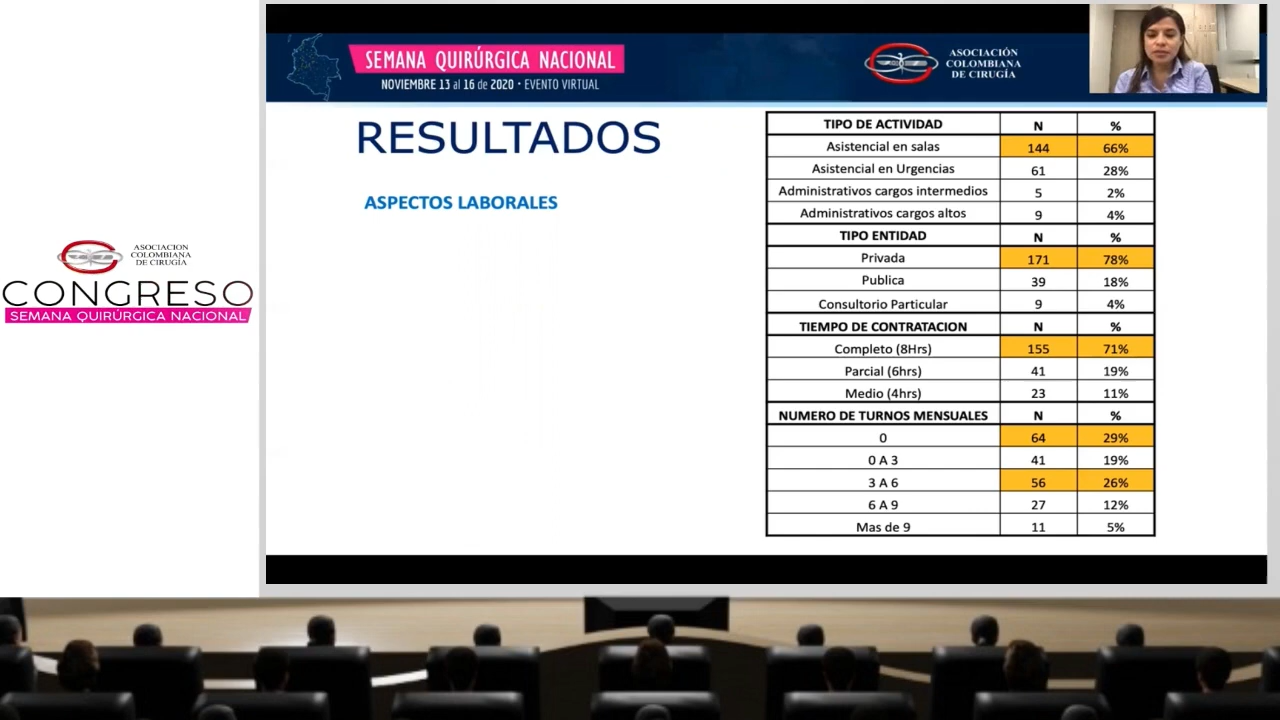 SEMANA QUIRÚRGICA NACIONAL
NOVIEMBRE 13 al 16 de 2020 • EVENTO VIRTUAL
ASOCIACIÓN
COLOMBIANA
DE CIRUGÍA
RESULTADOS
ASPECTOS LABORALES
TIPO DE ACTIVIDAD N %
Asistencial en salas 144 66%
Asistencial en Urgencias 61 28%
Administrativos cargos intermedios 5 2%
Administrativos cargos altos 9 4%
TIPO ENTIDAD N %
Privada 171 78%
Publica 39 18%
Consultorio Particular 9 4%
TIEMPO DE CONTRATACION N %
Completo (8Hrs) 155 71%
Parcial (6hrs) 41 19%
Medio (4hrs) 23 11%
NUMERO DE TURNOS MENSUALES N %
0 64 29%
0 A 3 41 19%
3 A 6 56 26%
6 A 9 27 12%
Mas de 9 11 5%
ASOCIACION
COLOMBIANA
DE CIRUGÍA
CONGRESO
SEMANA QUIRÚRGICA NACIONAL